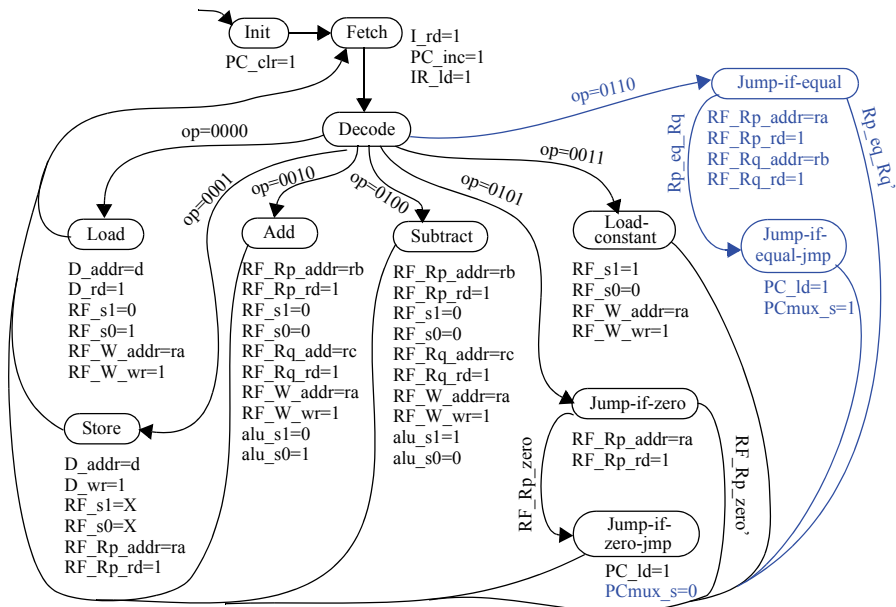 Init
PC_clr=1
Fetch
I_rd=1
PC_inc=1
IR_ld=1
Decode
op=0000
op=0001
op=0010
op=0100
op=0101
op=0011
op=0110
Load
D_addr=d
D_rd=1
RF_s1=0
RF_s0=1
RF_W_addr=ra
RF_W_wr=1
Store
D_addr=d
D_wr=1
RF_s1=X
RF_s0=X
RF_Rp_addr=ra
RF_Rp_rd=1
Add
RF_Rp_addr=rb
RF_Rp_rd=1
RF_s1=0
RF_s0=0
RF_Rq_add=rc
RF_Rq_rd=1
RF_W_addr=ra
RF_W_wr=1
alu_s1=0
alu_s0=1
Subtract
RF_Rp_addr=rb
RF_Rp_rd=1
RF_s1=0
RF_s0=0
RF_Rq_addr=rc
RF_Rq_rd=1
RF_W_addr=ra
RF_W_wr=1
alu_s1=1
alu_s0=0
Load-
constant
RF_s1=1
RF_s0=0
RF_W_addr=ra
RF_W_wr=1
Jump-if-zero
RF_Rp_addr=ra
RF_Rp_rd=1
RF_Rp_zero
RF_Rp_zero’
Jump-if-
zero-jmp
PC_ld=1
PCmux_s=0
Jump-if-equal
RF_Rp_addr=ra
RF_Rp_rd=1
RF_Rq_addr=rb
RF_Rq_rd=1
Rp_eq_Rq
Rp_eq_Rq’
Jump-if-
equal-jmp
PC_ld=1
PCmux_s=1